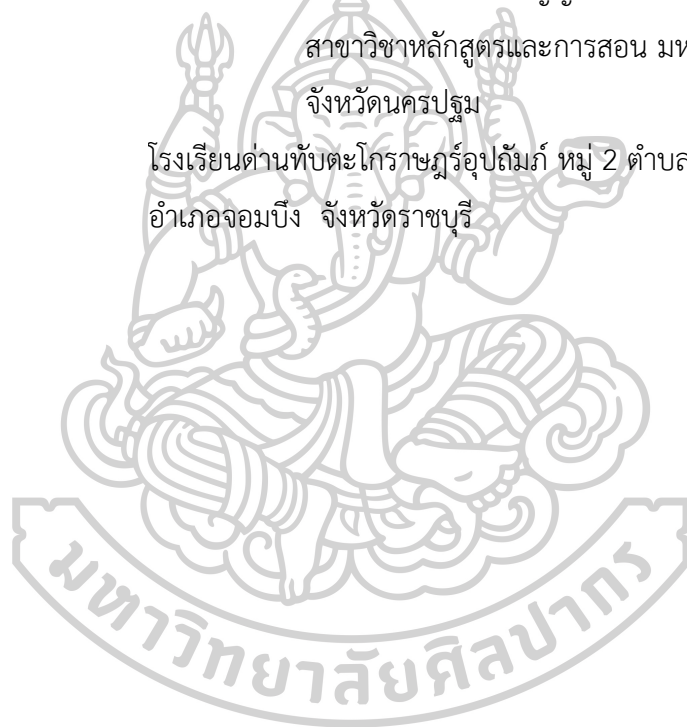 สาขาวิชาหลักสูตรและการสอน มห
จังหวัดนครปฐม
โรงเรียนด่านทับตะโกราษฎร์อุปถัมภ์ หมู่ 2 ตำบล
อำเภอจอมบึง จังหวัดราชบุรี
มหาวิทยาลัยศิลปากร